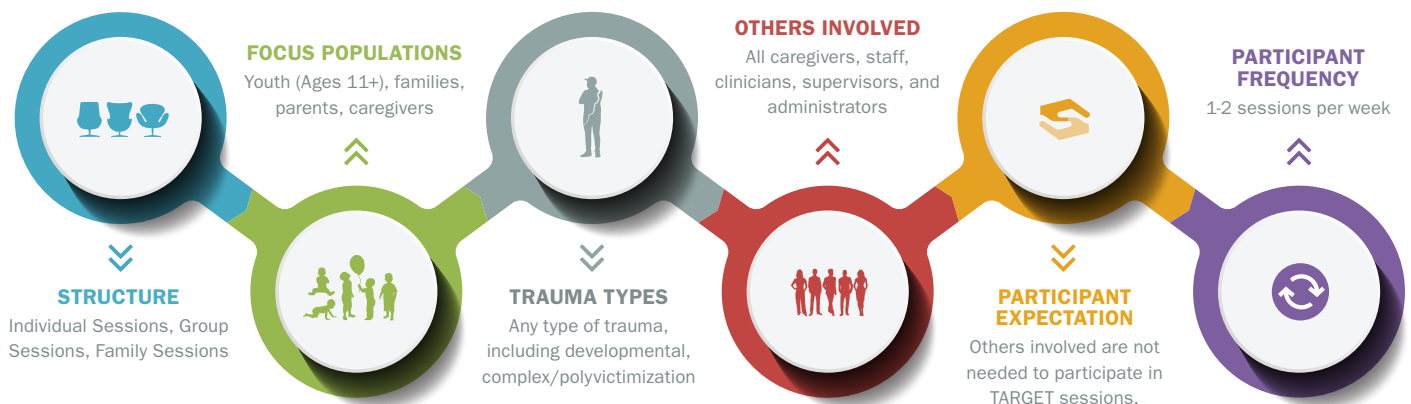 STRUCTURE
Individual Sessions, Group
Sessions, Family Sessions
FOCUS POPULATIONS
Youth (Ages 11+), families,
parents, caregivers
TRAUMA TYPES
Any type of trauma,
including developmental,
complex/polyvictimization
OTHERS INVOLVED
All caregivers, staff,
clinicians, supervisors, and
administrators
PARTICIPANT
EXPECTATION
Others involved are not
needed to participate in
TARGET sessions.
PARTICIPANT
FREQUENCY
1-2 sessions per week